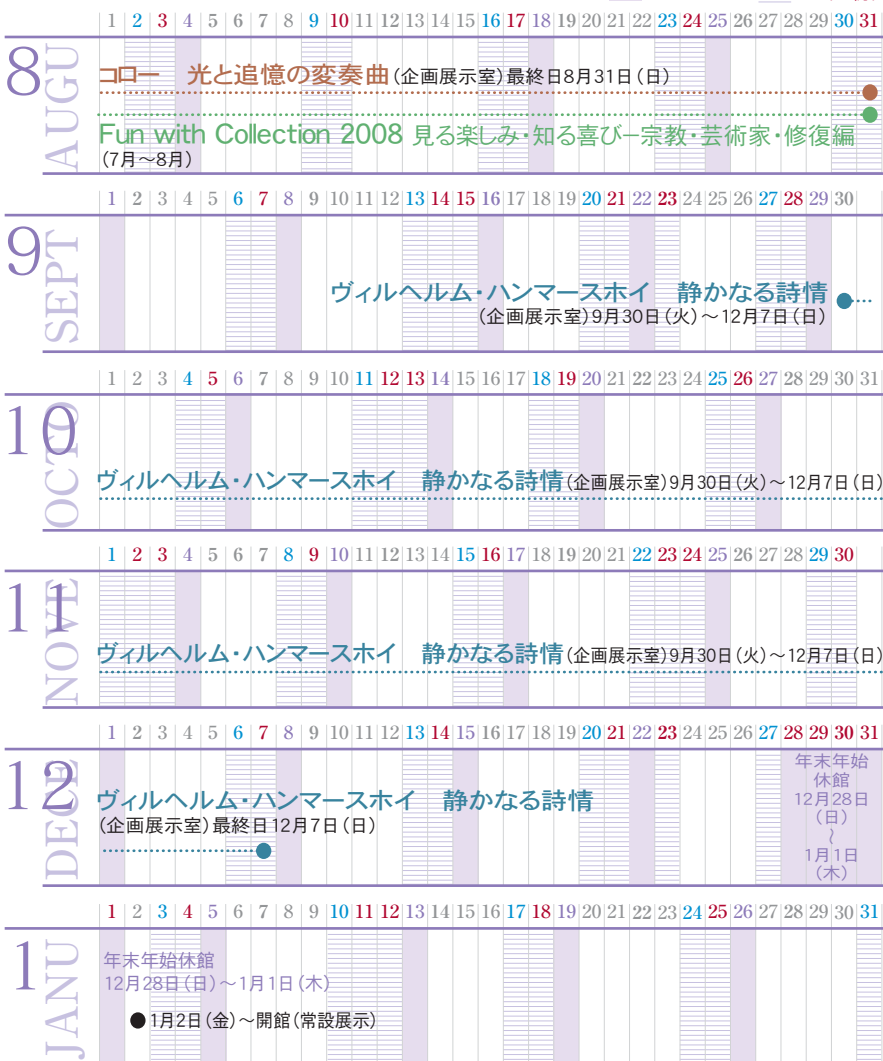 1 2 3 4 5 6 7 8 9 10 11 12 13 14 15 16 17 18 19 20 21 22 23 24 25 26 27 28 29 30 31
8
AUGU
コロー 光と追憶の変奏曲(企画展示室)最終日8月31日(日)
Fun with Collection 2008 見る楽しみ・知る喜びー宗教・芸術家・修復編
(7月～8月)
1 2 3 4 5 6 7 8 9 10 11 12 13 14 15 16 17 18 19 20 21 22 23 24 25 26 27 28 29 30
9
SEPT
ヴィルヘルム・ハンマースホイ 静かなる詩情
(企画展示室)9月30日(火)～12月7日(日)
1 2 3 4 5 6 7 8 9 10 11 12 13 14 15 16 17 18 19 20 21 22 23 24 25 26 27 28 29 30 31
10
OCTO
ヴィルヘルム・ハンマースホイ 静かなる詩情(企画展示室)9月30日(火)～12月7日(日)
1 2 3 4 5 6 7 8 9 10 11 12 13 14 15 16 17 18 19 20 21 22 23 24 25 26 27 28 29 30
11
NOVE
ヴィルヘルム・ハンマースホイ 静かなる詩情(企画展示室)9月30日(火)～12月7日(日)
1 2 3 4 5 6 7 8 9 10 11 12 13 14 15 16 17 18 19 20 21 22 23 24 25 26 27 28 29 30 31
12
DECE
ヴィルヘルム・ハンマースホイ 静かなる詩情
(企画展示室)最終日12月7日(日)
年末年始
休館
12月28日
(日)
～
1月1日
(木)
1 2 3 4 5 6 7 8 9 10 11 12 13 14 15 16 17 18 19 20 21 22 23 24 25 26 27 28 29 30 31
1
JANU
年末年始休館
12月28日(日)～1月1日(木)
●1月2日(金)～開館(常設展示)